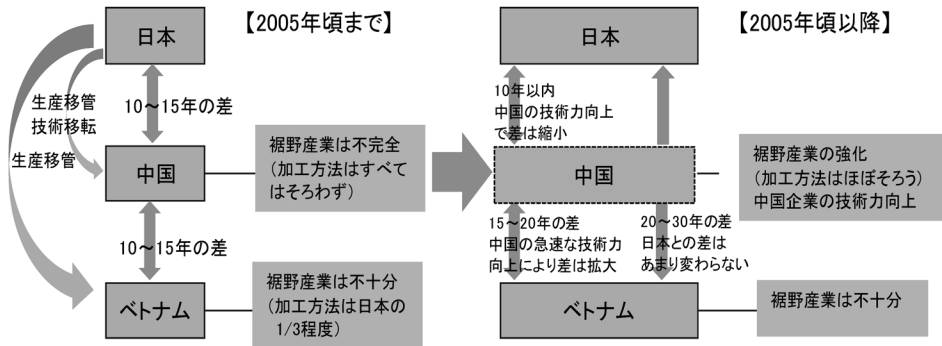 【2005年頃まで】
日本
10～15年の差
生産移管
技術移転
生産移管
中国
裾野産業は不完全
（加工方法はすべて
はそろわず）
10～15年の差
ベトナム
裾野産業は不十分
（加工方法は日本の
1/3程度）
【2005年頃以降】
日本
10年以内
中国の技術力向上
で差は縮小
中国
裾野産業の強化
（加工方法はほぼそろう）
中国企業の技術力向上
15～20年の差
中国の急速な技術力
向上により差は拡大
20～30年の差
日本との差は
あまり変わらない
ベトナム
裾野産業は不十分